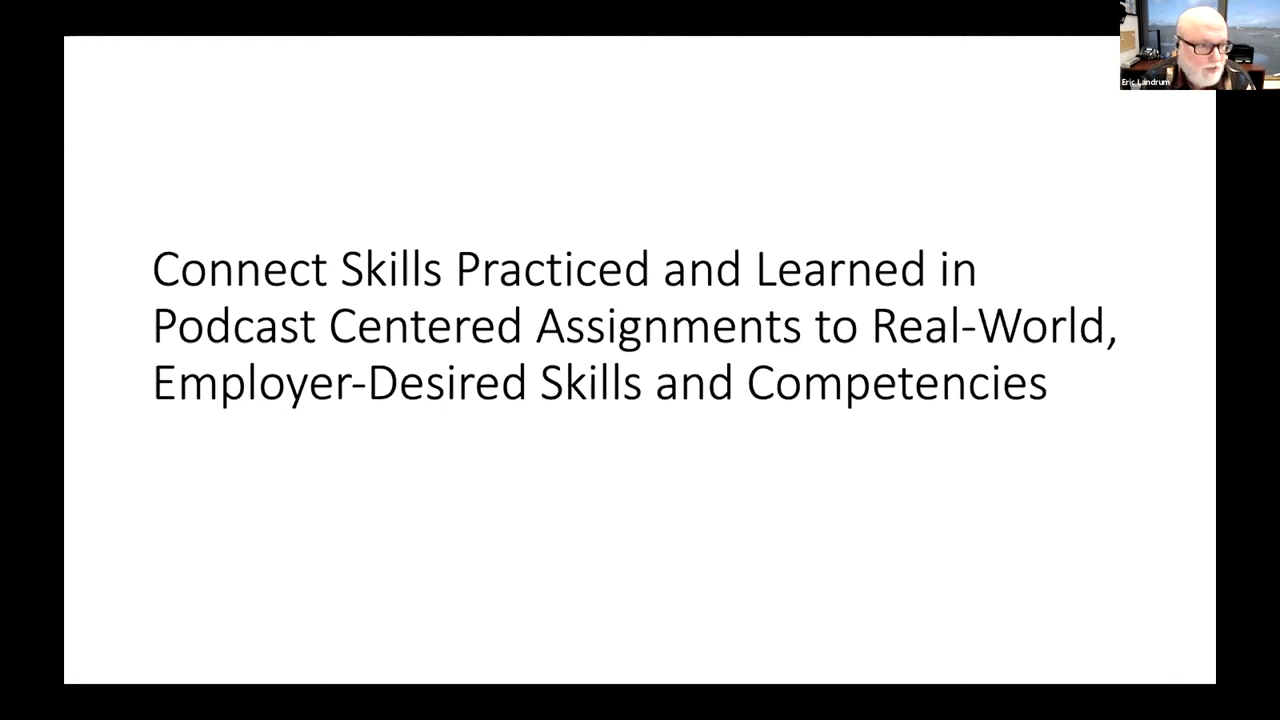 Eric Landrum
Connect Skills Practiced and Learned in
Podcast Centered Assignments to Real-World,
Employer-Desired Skills and Competencies